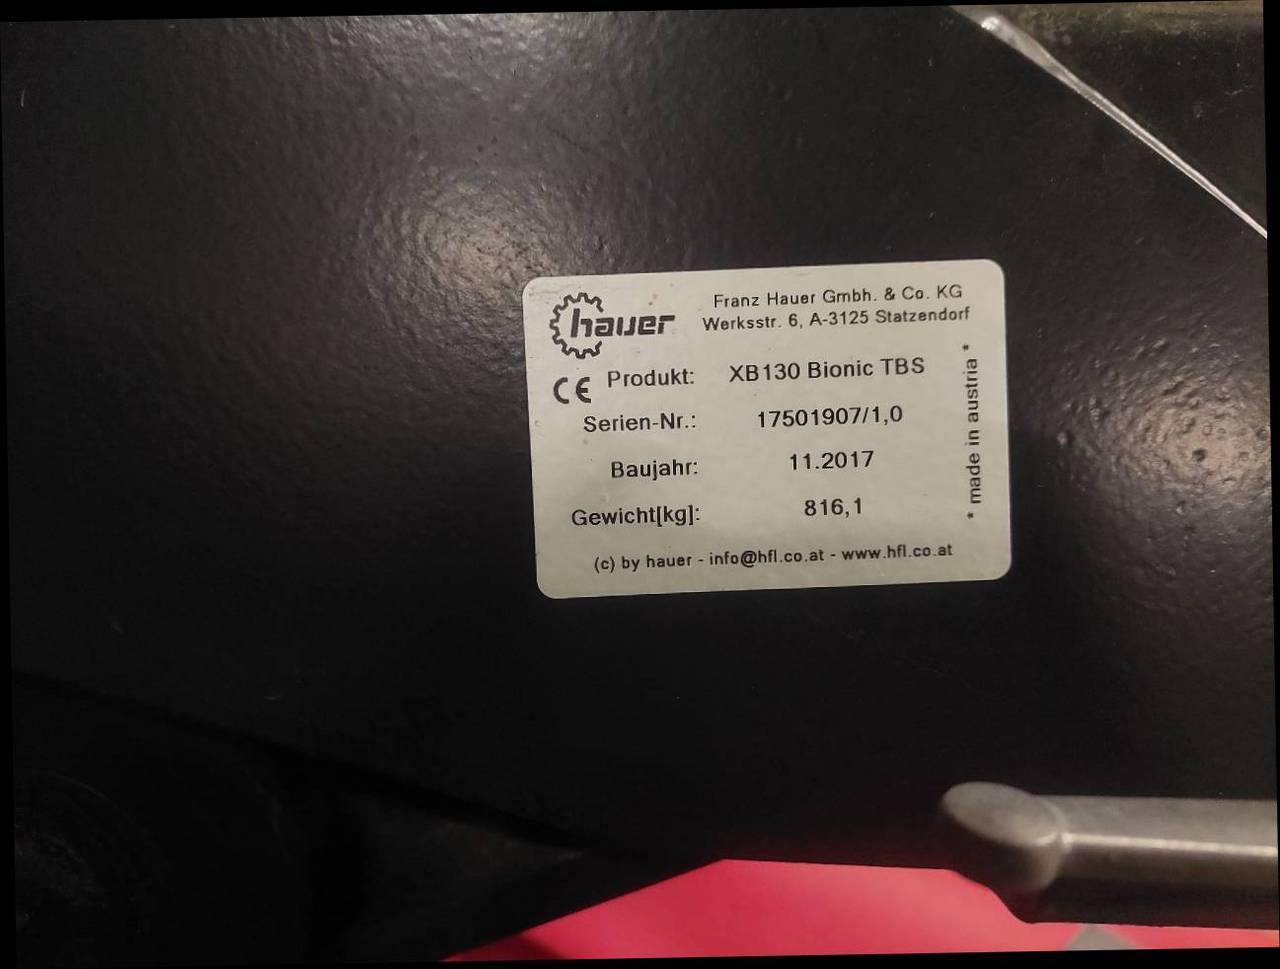 hauer
Franz Hauer Gmbh. & Co. KG
Werksstr. 6, A-3125 Statzendorf
CE
Produkt: XB130 Bionic TBS
Serien-Nr.: 17501907/1,0
Baujahr: 11.2017
Gewicht[kg]: 816,1
* made in austria *
(c) by hauer - info@hfl.co.at - www.hfl.co.at